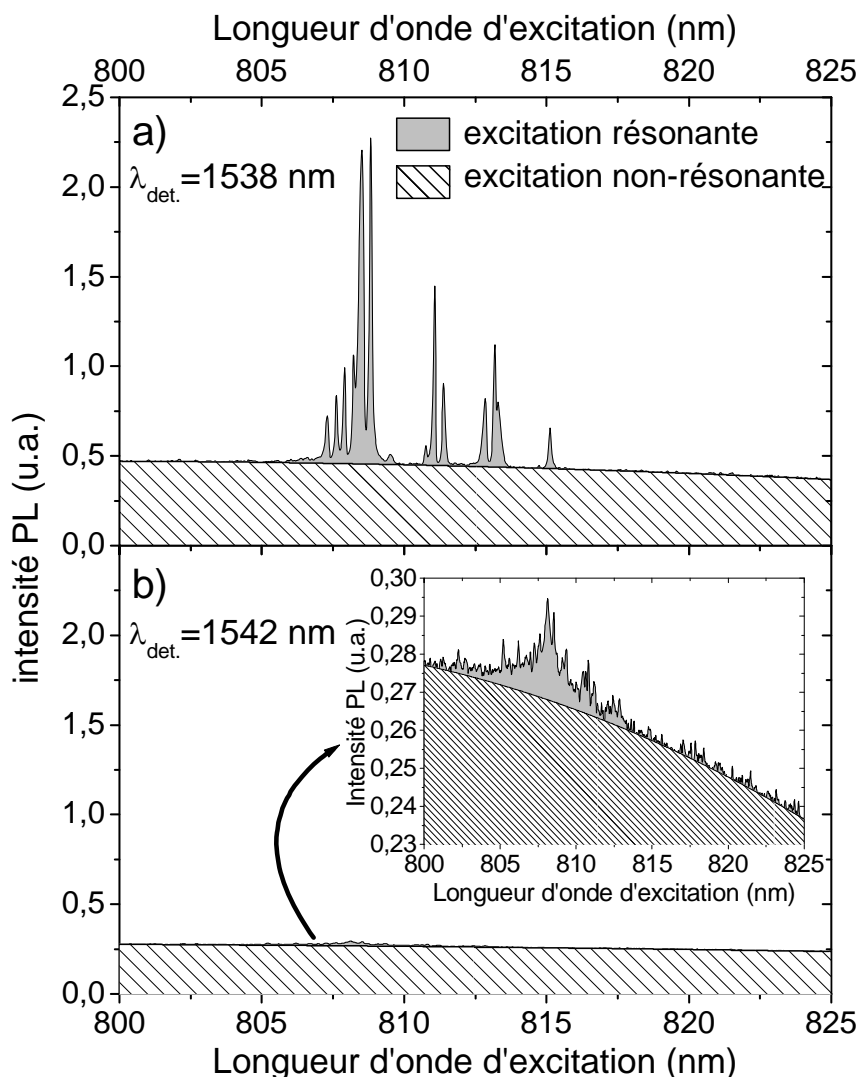 Longueur d'onde d'excitation (nm)
800 805 810 815 820 825
2,5
2,0
1,5
1,0
0,5
0,0
a)
λdet.=1538 nm
excitation résonante
excitation non-résonante
intensité PL (u.a.)
b)
λdet.=1542 nm
2,0
1,5
1,0
0,5
0,0
0,30
0,29
0,28
0,27
0,26
0,25
0,24
0,23
Intensité PL (u.a.)
800 805 810 815 820 825
Longueur d'onde d'excitation (nm)
800 805 810 815 820 825
Longueur d'onde d'excitation (nm)